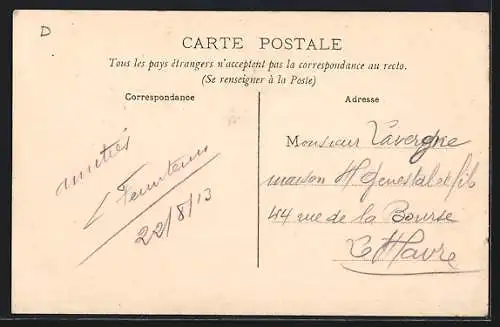 D
CARTE POSTALE
Tous les pays étrangers n'acceptent pas la correspondance au recto.
(Se renseigner à la Poste)
Correspondance
amitiés
22/8/13
Adresse
Monsieur Lavergne
maison H Genestal et fils
44 rue de la Bourse
Le Havre